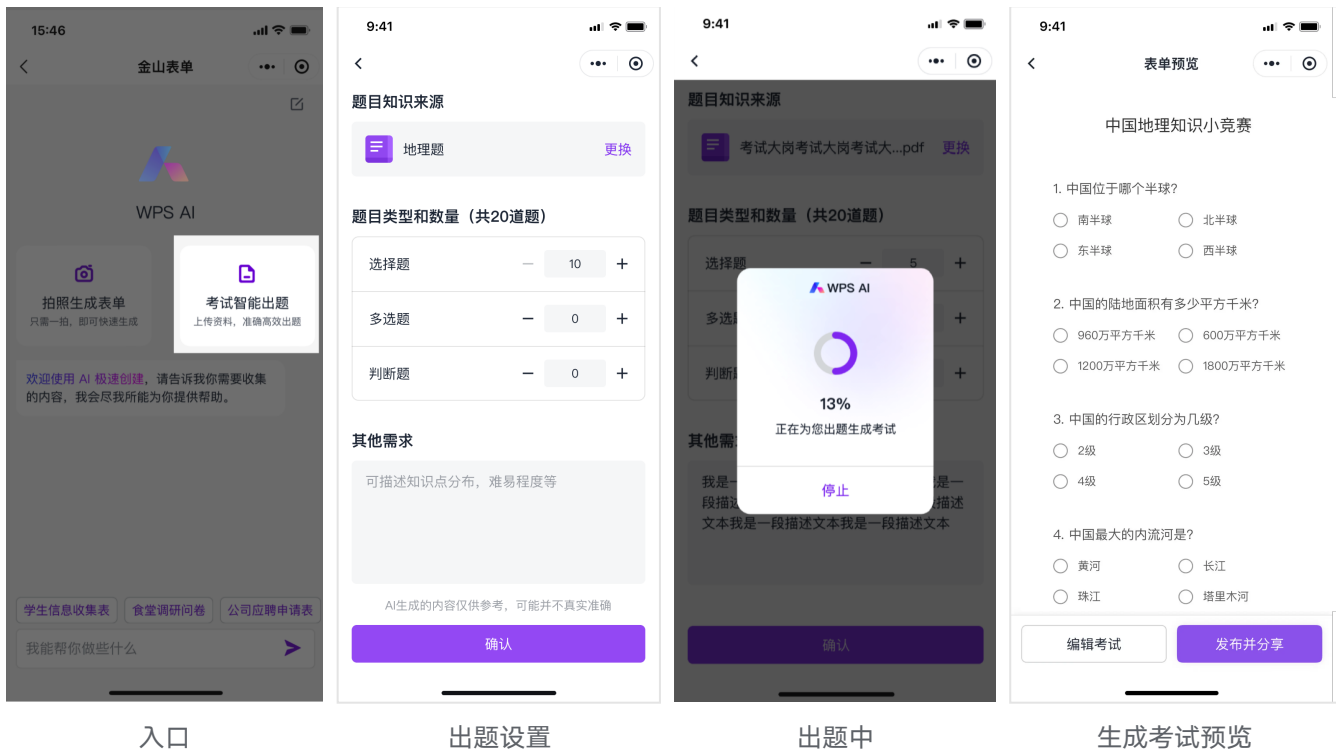 15:46
金山表单
WPS AI
拍照生成表单
只需一拍，即可快速生成
考试智能出题
上传资料，准确高效出题
欢迎使用 AI 极速创建，请告诉我你需要收集
的内容，我会尽我所能为你提供帮助。
学生信息收集表
食堂调研问卷
公司应聘申请表
我能帮你做些什么
入口
9:41
题目知识来源
地理题
更换
题目类型和数量（共20道题）
选择题
10
多选题
0
判断题
0
其他需求
可描述知识点分布，难易程度等
AI生成的内容仅供参考，可能并不真实准确
确认
出题设置
9:41
题目知识来源
考试大岗考试大岗考试大...pdf
更换
题目类型和数量（共20道题）
选择题
5
多选
判断
WPS AI
13%
正在为您出题生成考试
停止
其他需
我是一
是一
段描述
描述
文本我是一段描述文本我是一段描述文本
确认
出题中
9:41
表单预览
中国地理知识小竞赛
1. 中国位于哪个半球?
南半球
北半球
东半球
西半球
2. 中国的陆地面积有多少平方千米?
960万平方千米
600万平方千米
1200万平方千米
1800万平方千米
3. 中国的行政区划分为几级?
2级
3级
4级
5级
4. 中国最大的内流河是?
黄河
长江
珠江
塔里木河
编辑考试
发布并分享
生成考试预览